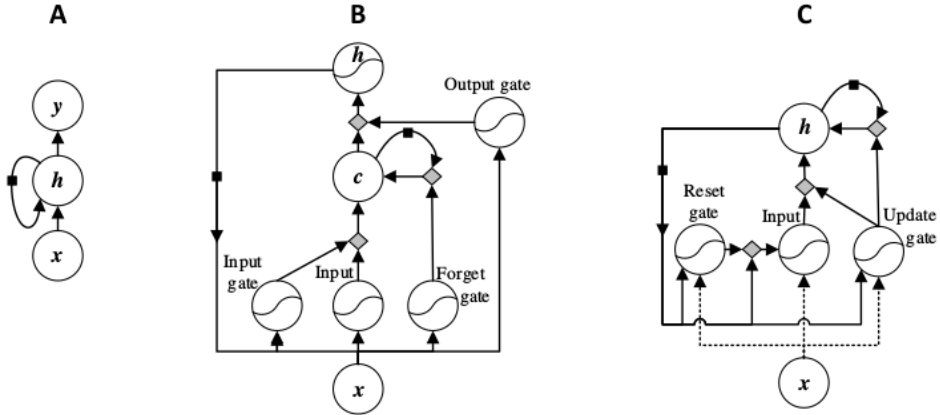 A
y
h
x
B
h
Output gate
c
Input
gate
Input
Forget
gate
x
C
h
Reset
gate
Input
Update
gate
x